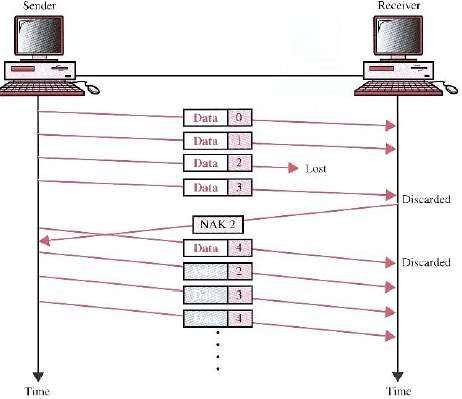 Sender Receiver
Data 0
Data 1
Data 2 Lost
Data 3
Discarded
NAK 2
Data 4
Discarded
2
3
4
Time Time